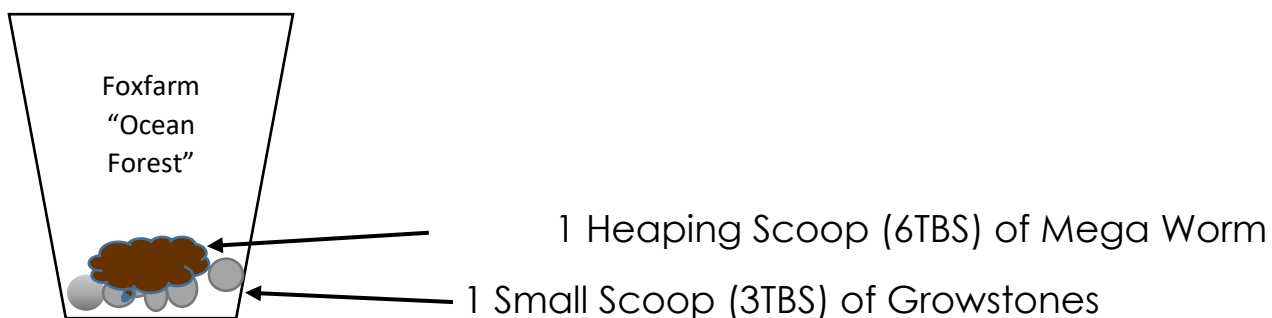 Foxfarm
“Ocean
Forest”
1 Heaping Scoop (6TBS) of Mega Worm
1 Small Scoop (3TBS) of Growstones